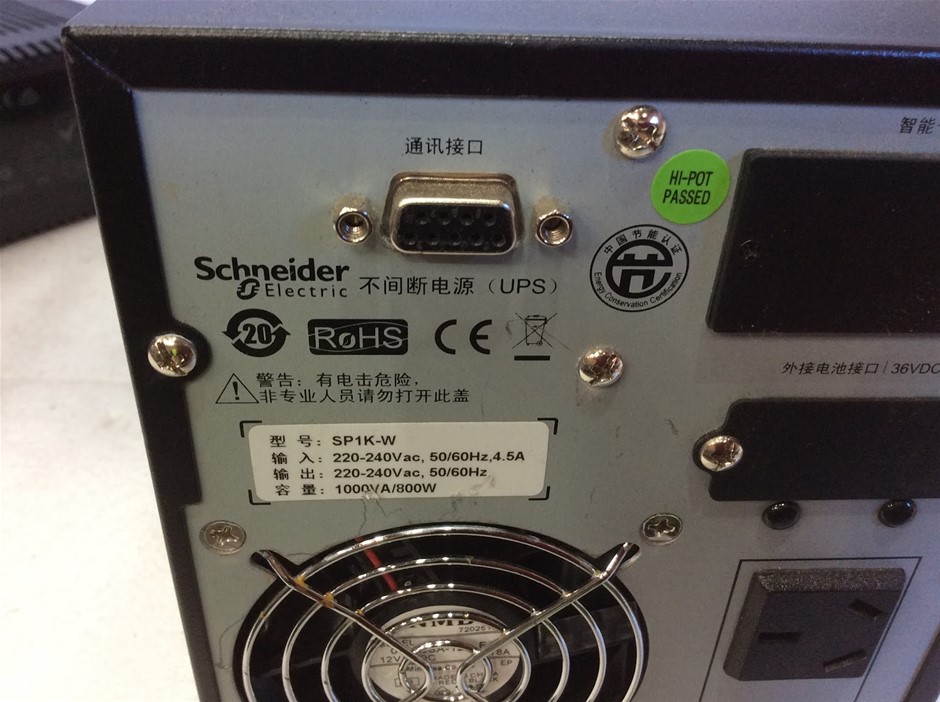 通讯接口
智能
HI-POT
PASSED
中国节能认证
Energy Conservation Certification
Schneider
Electric
不间断电源（UPS）
20
RoHS
CE
外接电池接口/36VDC
警告：有电击危险，
非专业人员请勿打开此盖
型 号：SP1K-W
输 入：220-240Vac, 50/60Hz,4.5A
输 出：220-240Vac, 50/60Hz
容 量：1000VA/800W